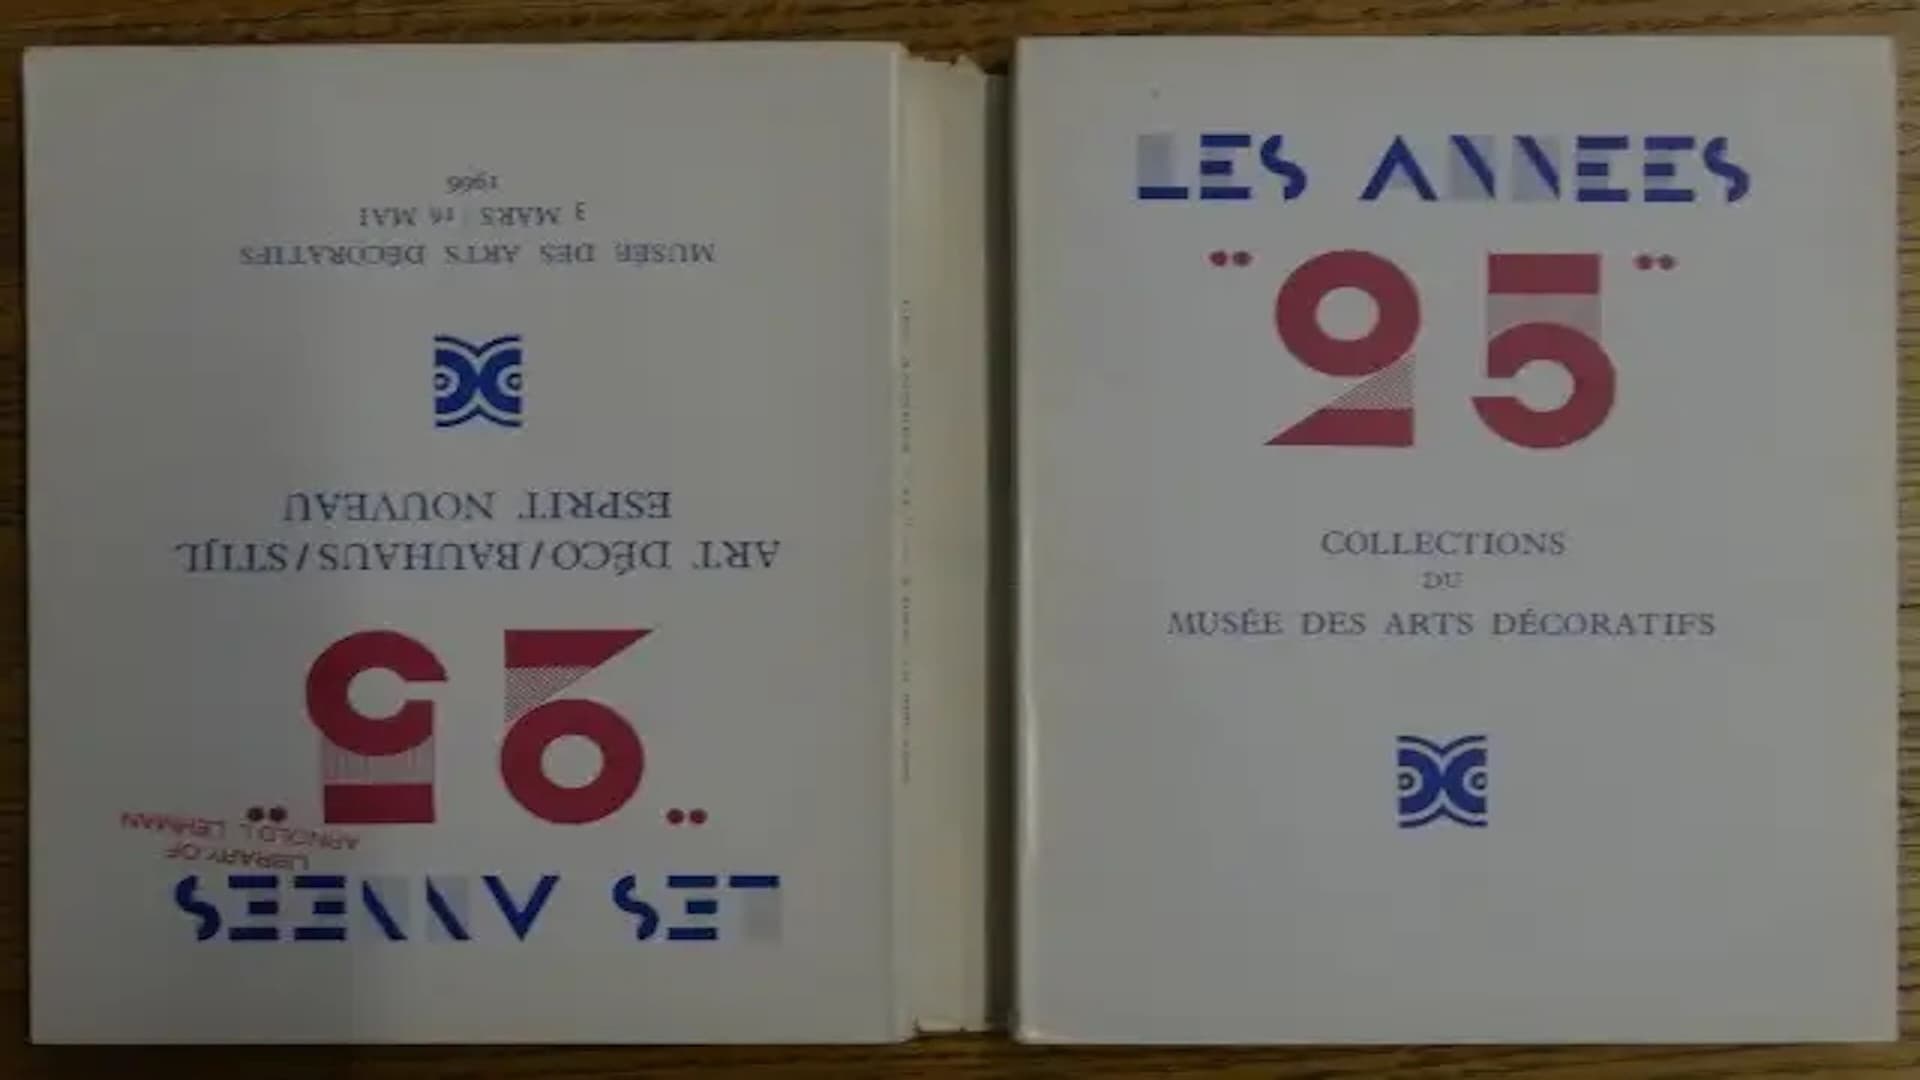 LES ANNEES
"25"
COLLECTIONS
DU
MUSÉE DES ARTS DÉCORATIFS
LES ANNEES
LIBRARY OF
ARNOLD L. LEHMAN
"25"
ART DÉCO/BAUHAUS/STIJL
ESPRIT NOUVEAU
MUSÉE DES ARTS DÉCORATIFS
3 MARS / 16 MAI
1966